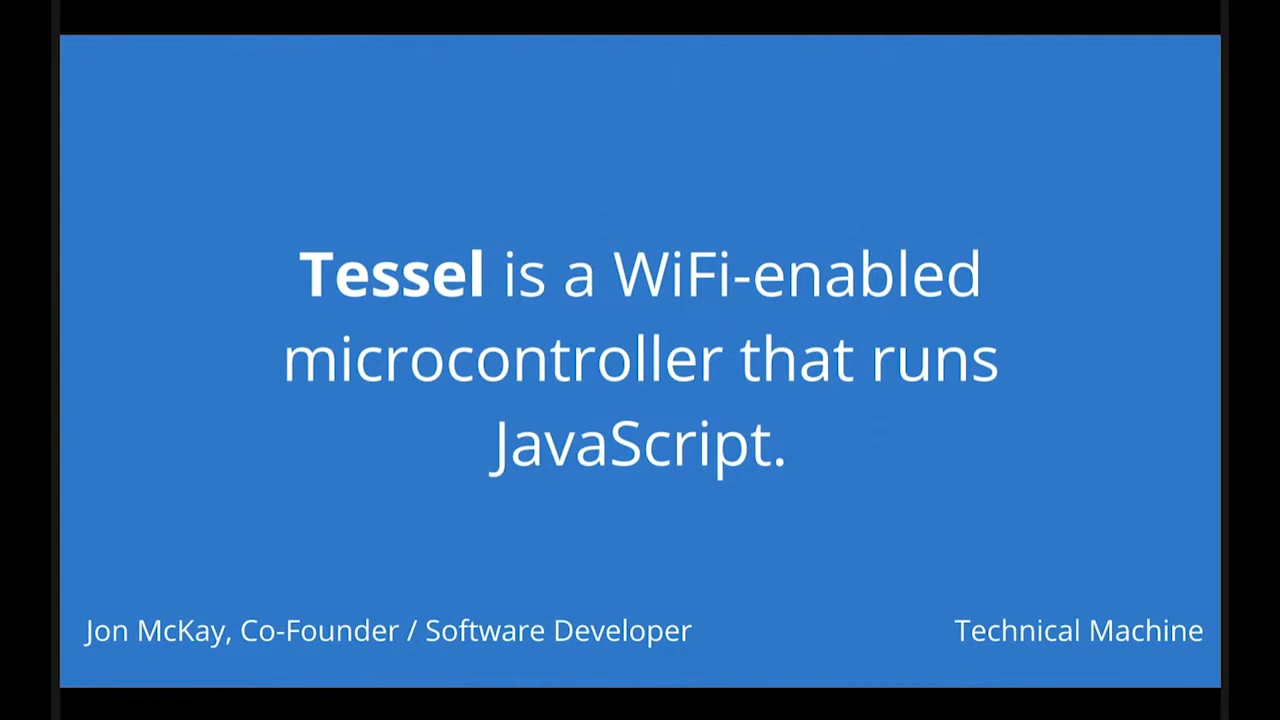 Tessel is a WiFi-enabled
microcontroller that runs
JavaScript.
Jon McKay, Co-Founder / Software Developer
Technical Machine